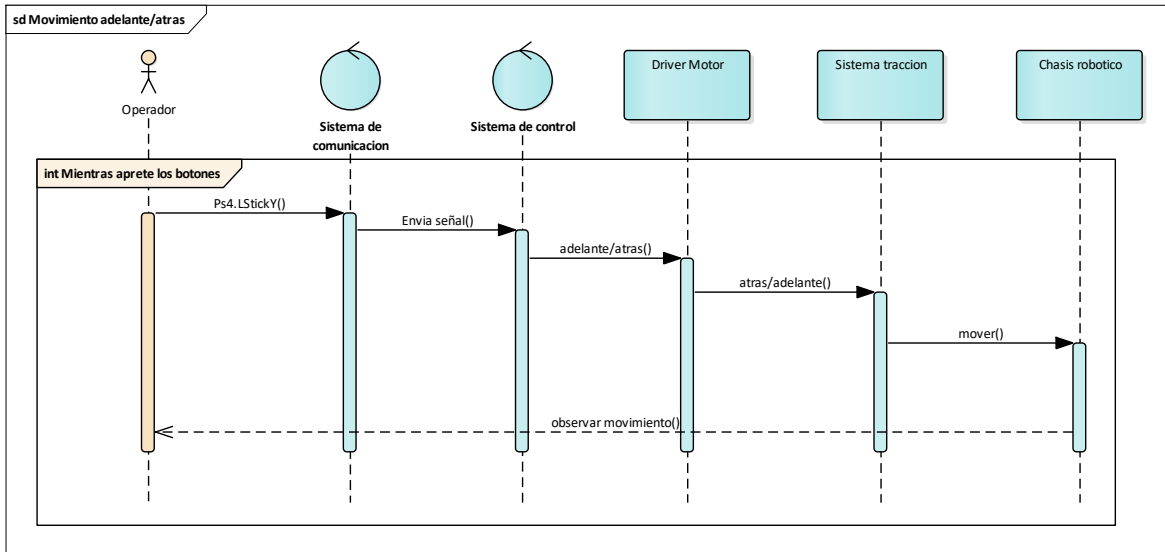 sd Movimiento adelante/atras
Operador
Sistema de
comunicacion
Sistema de control
Driver Motor
Sistema traccion
Chasis robotico
int Mientras aprete los botones
Ps4.LStickY()
Envia señal()
adelante/atras()
atras/adelante()
mover()
observar movimiento()